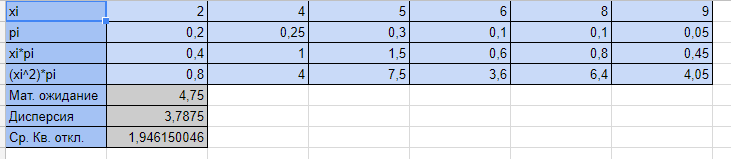 xi 2 4 5 6 8 9
pi 0,2 0,25 0,3 0,1 0,1 0,05
xi*pi 0,4 1 1,5 0,6 0,8 0,45
(xi^2)*pi 0,8 4 7,5 3,6 6,4 4,05
Мат. ожидание 4,75
Дисперсия 3,7875
Ср. Кв. откл. 1,946150046